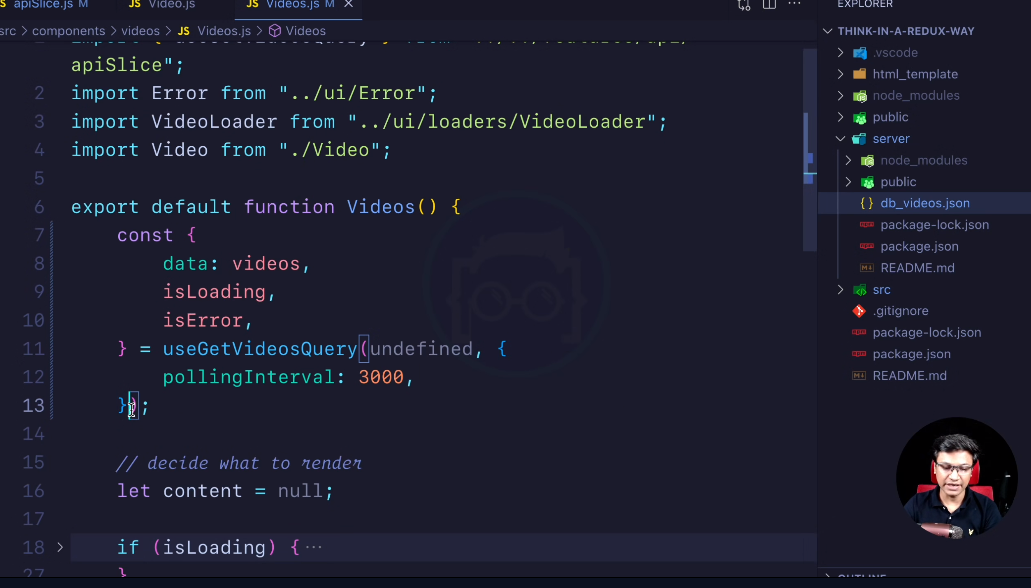 apiSlice.js M
JS Video.js
JS Videos.js M
EXPLORER
src > components > videos > JS Videos.js > Videos
THINK-IN-A-REDUX-WAY
.vscode
html_template
node_modules
public
server
node_modules
public
{} db_videos.json
package-lock.json
package.json
README.md
src
.gitignore
package-lock.json
package.json
README.md
apiSlice";
2 import Error from "../ui/Error";
3 import VideoLoader from "../ui/loaders/VideoLoader";
4 import Video from "./Video";
5
6 export default function Videos() {
7 const {
8 data: videos,
9 isLoading,
10 isError,
11 } = useGetVideosQuery(undefined, {
12 pollingInterval: 3000,
13 });
14
15 // decide what to render
16 let content = null;
17
18 if (isLoading) { ···
27 }
OUTLINE